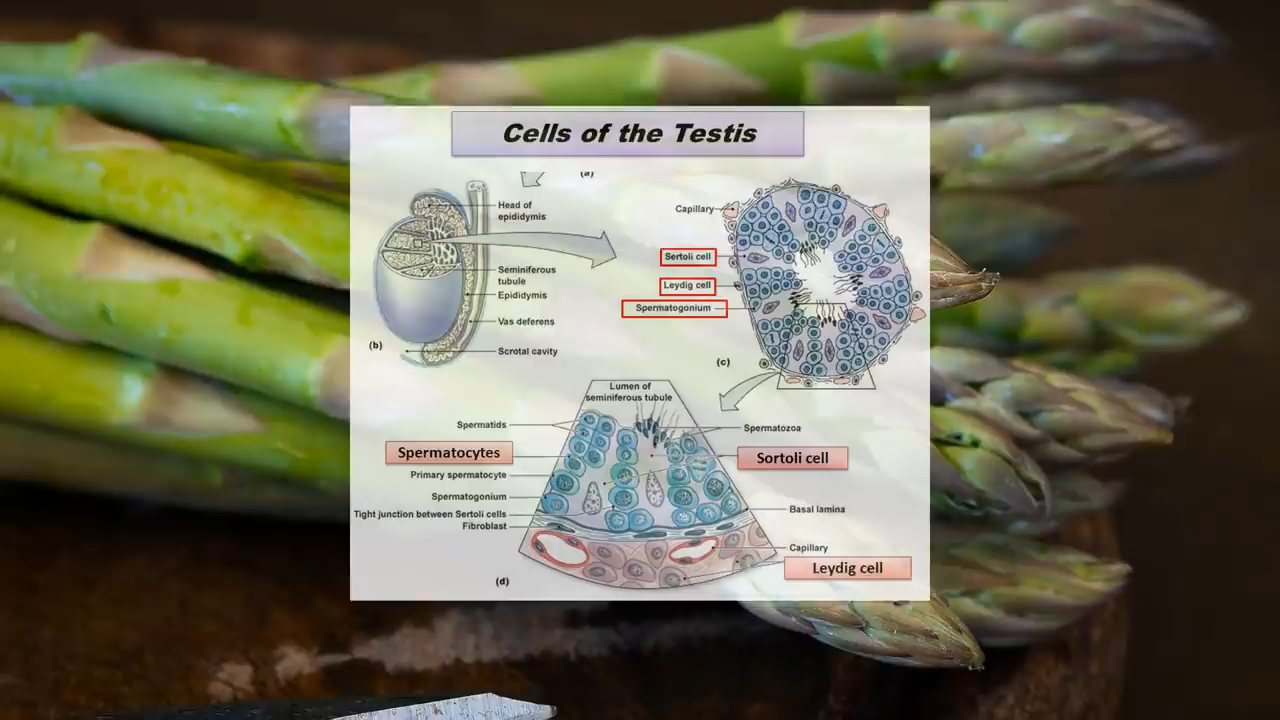 Cells of the Testis
(a)
Head of
epididymis
Seminiferous
tubule
Epididymis
Vas deferens
Scrotal cavity
(b)
Capillary
Sertoli cell
Leydig cell
Spermatogonium
(c)
Lumen of
seminiferous tubule
Spermatids
Spermatocytes
Primary spermatocyte
Spermatogonium
Tight junction between Sertoli cells
Fibroblast
Spermatozoa
Sortoli cell
Basal lamina
Capillary
Leydig cell
(d)